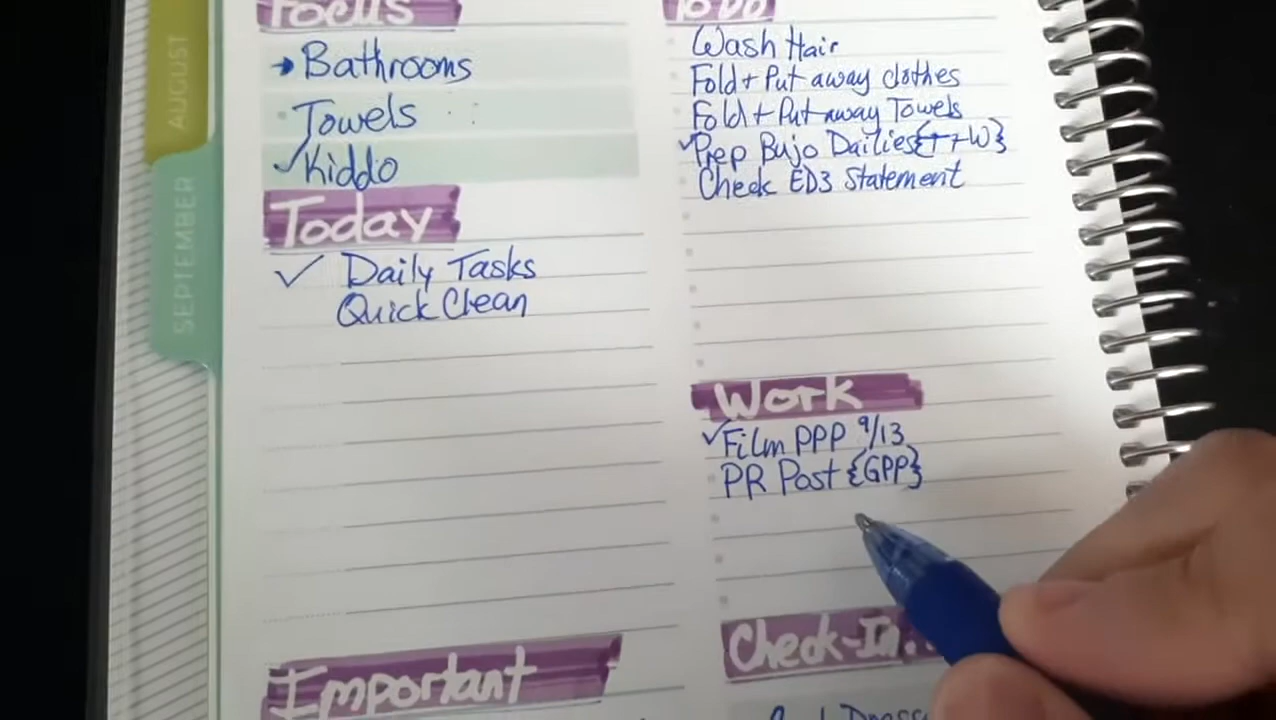 Focus
Bathrooms
Towels
Kiddo
Today
Daily Tasks
Quick Clean
Important
To Do
Wash Hair
Fold + Put away clothes
Fold + Put away Towels
Prep Bujo Dailies {T+W}
Check ED3 Statement
Work
Film PPP 9/13
PR Post {GPP}
Check-In.
AUGUST
SEPTEMBER